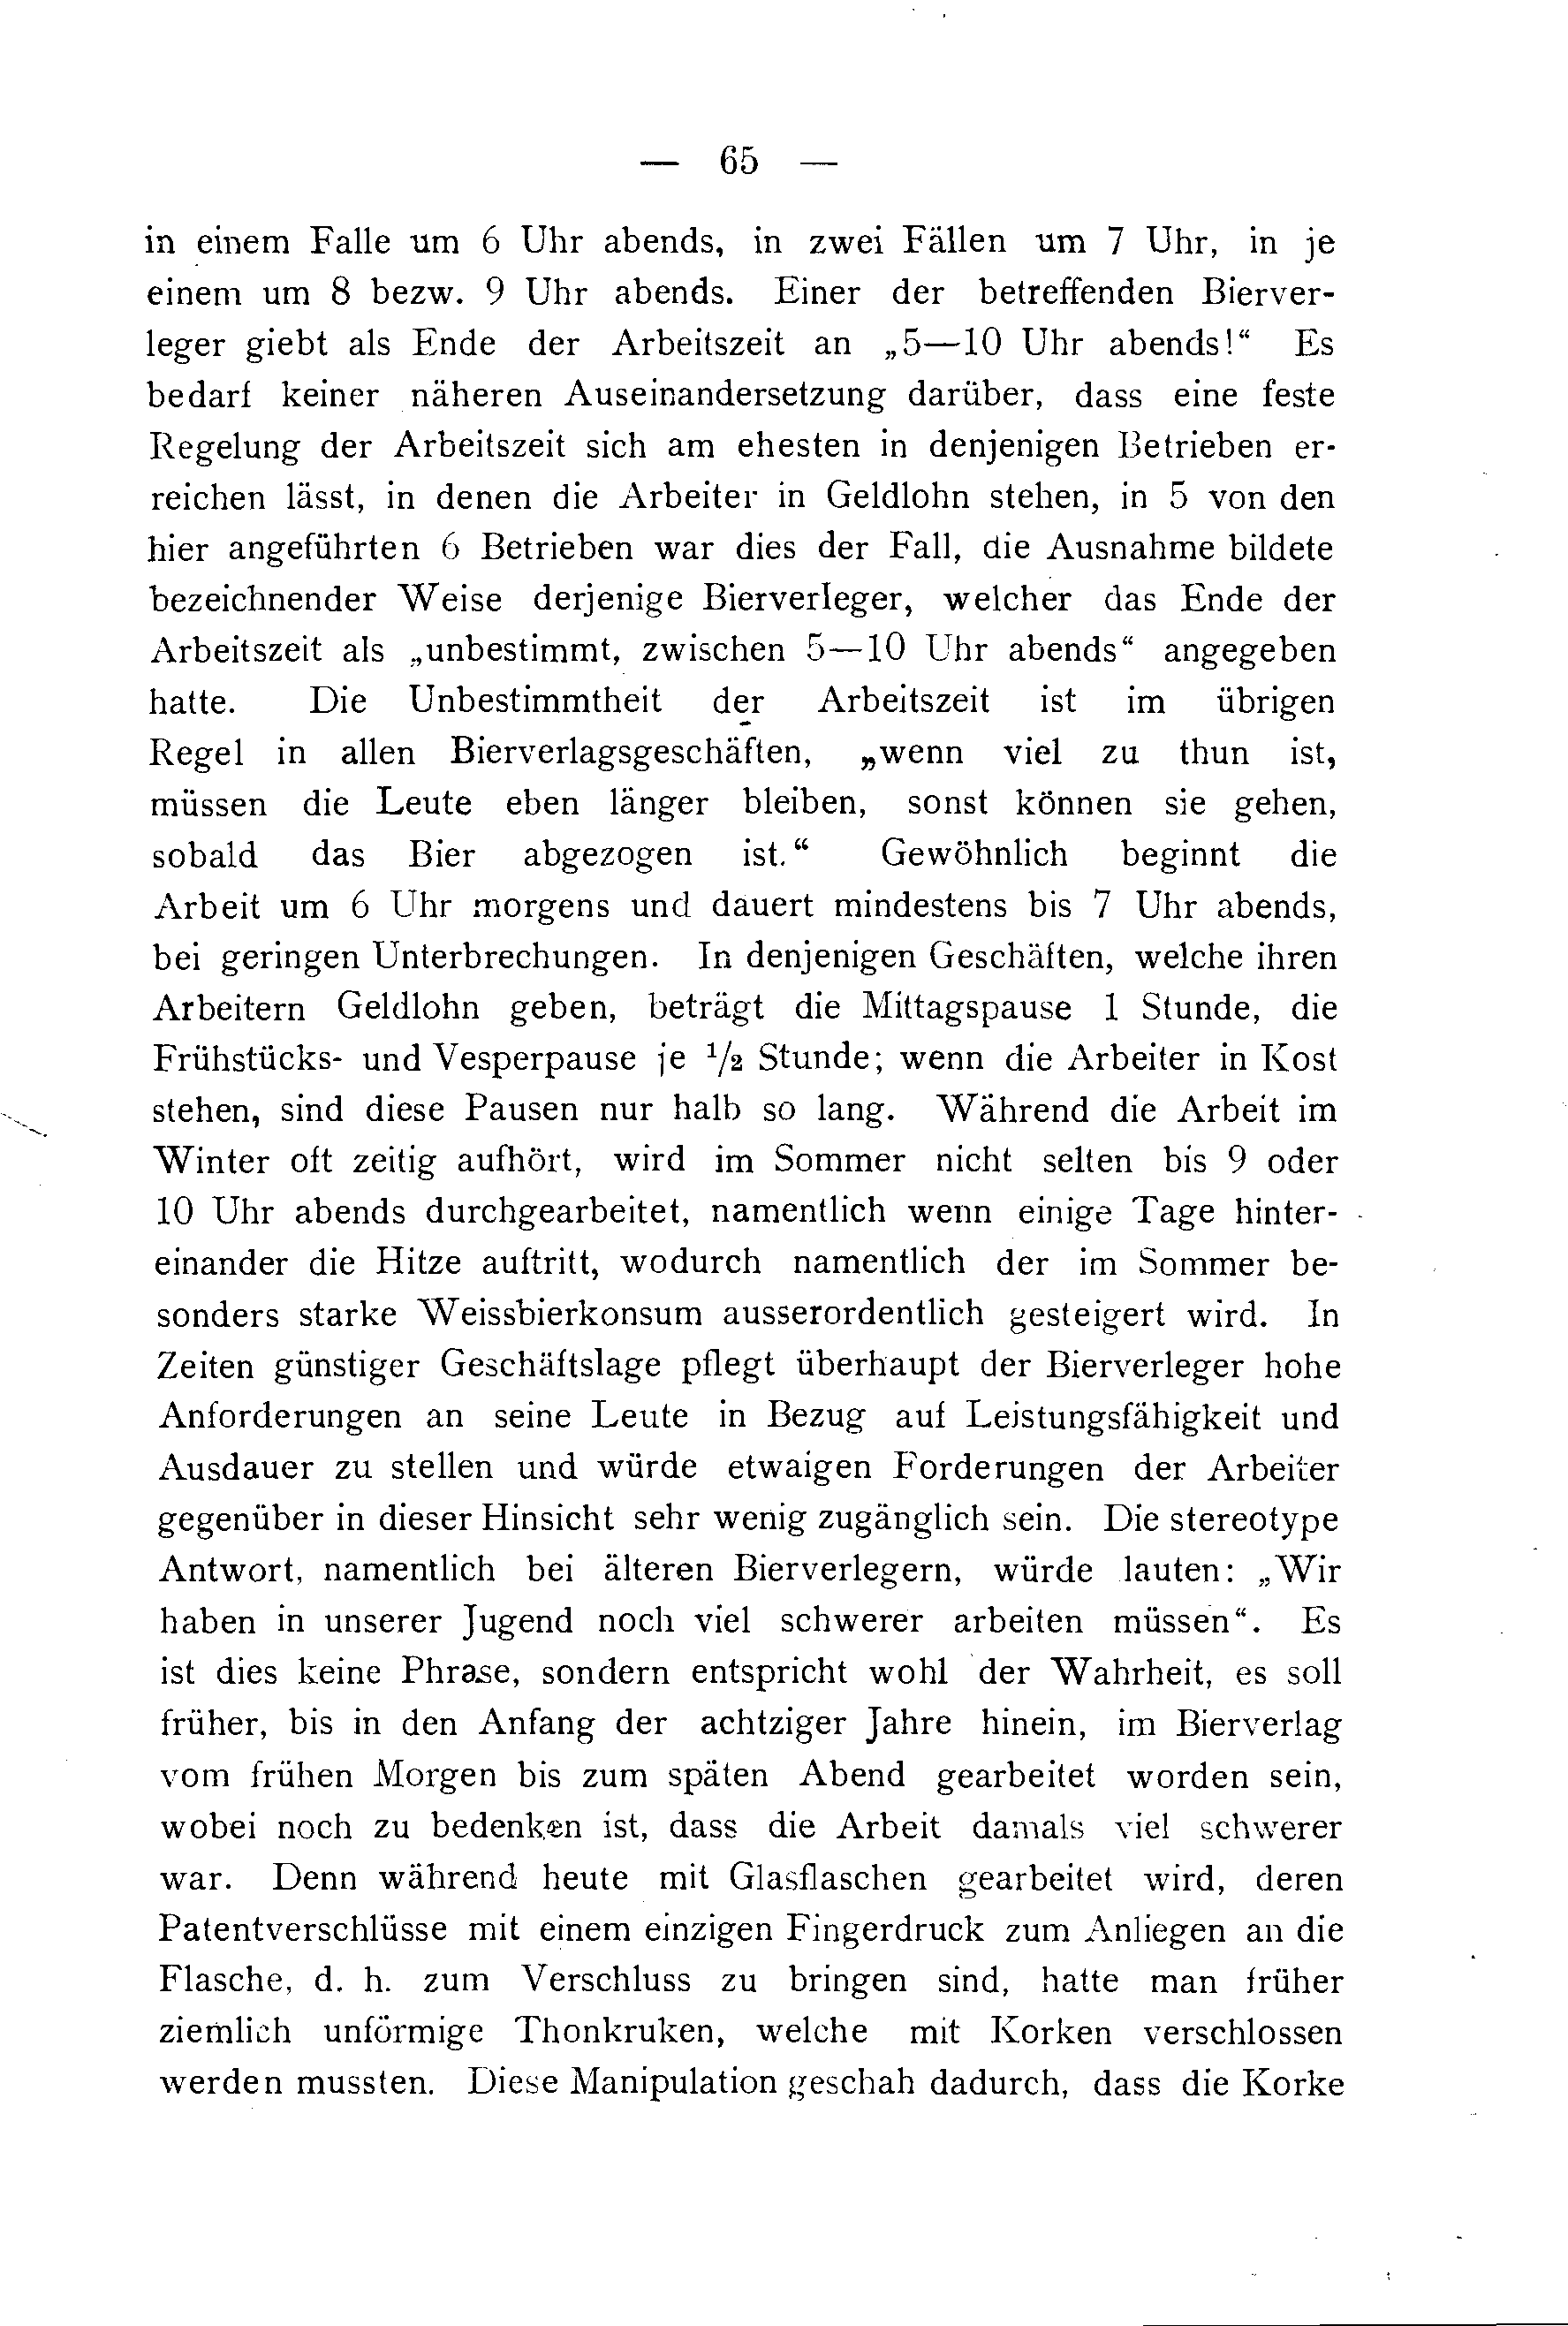 — 65 —
in einem Falle um 6 Uhr abends, in zwei Fällen um 7 Uhr, in je
einem um 8 bezw. 9 Uhr abends. Einer der betreffenden Bierver-
leger giebt als Ende der Arbeitszeit an „5—10 Uhr abends!“ Es
bedarf keiner näheren Auseinandersetzung darüber, dass eine feste
Regelung der Arbeitszeit sich am ehesten in denjenigen Betrieben er-
reichen lässt, in denen die Arbeiter in Geldlohn stehen, in 5 von den
hier angeführten 6 Betrieben war dies der Fall, die Ausnahme bildete
bezeichnender Weise derjenige Bierverleger, welcher das Ende der
Arbeitszeit als „unbestimmt, zwischen 5—10 Uhr abends“ angegeben
hatte. Die Unbestimmtheit der Arbeitszeit ist im übrigen
Regel in allen Bierverlagsgeschäften, „wenn viel zu thun ist,
müssen die Leute eben länger bleiben, sonst können sie gehen,
sobald das Bier abgezogen ist.“ Gewöhnlich beginnt die
Arbeit um 6 Uhr morgens und dauert mindestens bis 7 Uhr abends,
bei geringen Unterbrechungen. In denjenigen Geschäften, welche ihren
Arbeitern Geldlohn geben, beträgt die Mittagspause 1 Stunde, die
Frühstücks- und Vesperpause je 1/2 Stunde; wenn die Arbeiter in Kost
stehen, sind diese Pausen nur halb so lang. Während die Arbeit im
Winter oft zeitig aufhört, wird im Sommer nicht selten bis 9 oder
10 Uhr abends durchgearbeitet, namentlich wenn einige Tage hinter-
einander die Hitze auftritt, wodurch namentlich der im Sommer be-
sonders starke Weissbierkonsum ausserordentlich gesteigert wird. In
Zeiten günstiger Geschäftslage pflegt überhaupt der Bierverleger hohe
Anforderungen an seine Leute in Bezug auf Leistungsfähigkeit und
Ausdauer zu stellen und würde etwaigen Forderungen der Arbeiter
gegenüber in dieser Hinsicht sehr wenig zugänglich sein. Die stereotype
Antwort, namentlich bei älteren Bierverlegern, würde lauten: „Wir
haben in unserer Jugend noch viel schwerer arbeiten müssen“. Es
ist dies keine Phrase, sondern entspricht wohl der Wahrheit, es soll
früher, bis in den Anfang der achtziger Jahre hinein, im Bierverlag
vom frühen Morgen bis zum späten Abend gearbeitet worden sein,
wobei noch zu bedenken ist, dass die Arbeit damals viel schwerer
war. Denn während heute mit Glasflaschen gearbeitet wird, deren
Patentverschlüsse mit einem einzigen Fingerdruck zum Anliegen an die
Flasche, d. h. zum Verschluss zu bringen sind, hatte man früher
ziemlich unförmige Thonkruken, welche mit Korken verschlossen
werden mussten. Diese Manipulation geschah dadurch, dass die Korke